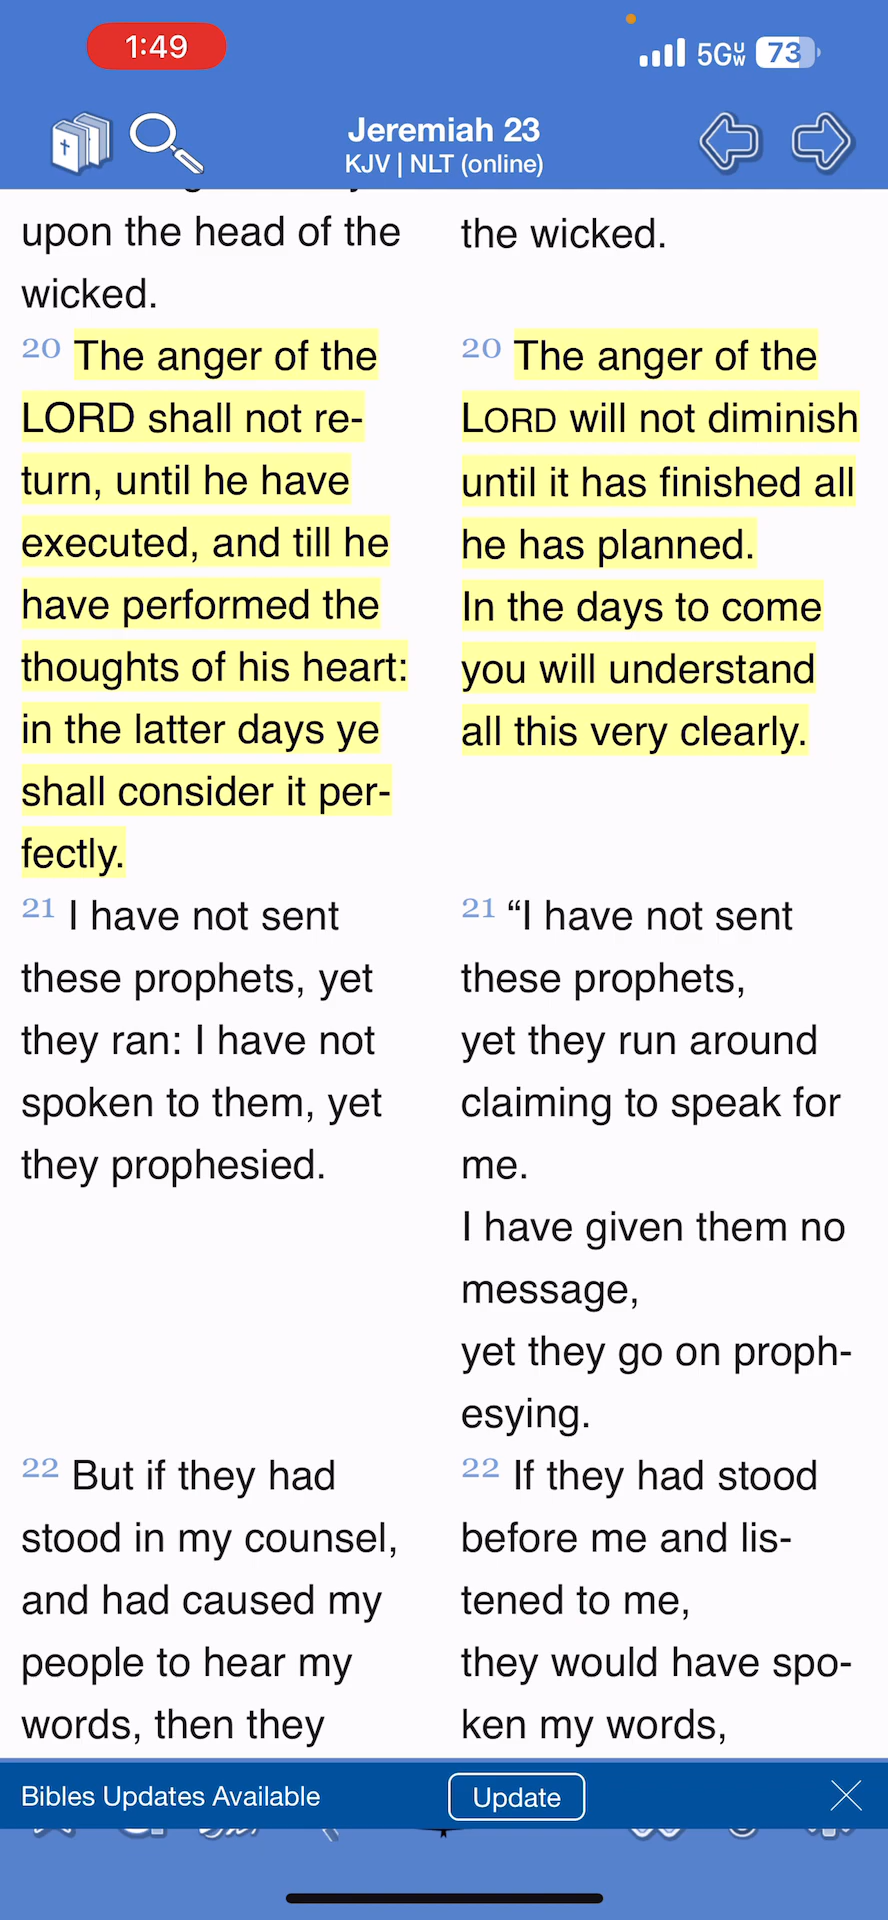 1:49
5GUW 73
Jeremiah 23
KJV | NLT (online)
upon the head of the
wicked.
20 The anger of the
LORD shall not re-
turn, until he have
executed, and till he
have performed the
thoughts of his heart:
in the latter days ye
shall consider it per-
fectly.
21 I have not sent
these prophets, yet
they ran: I have not
spoken to them, yet
they prophesied.
22 But if they had
stood in my counsel,
and had caused my
people to hear my
words, then they
the wicked.
20 The anger of the
LORD will not diminish
until it has finished all
he has planned.
In the days to come
you will understand
all this very clearly.
21 “I have not sent
these prophets,
yet they run around
claiming to speak for
me.
I have given them no
message,
yet they go on proph-
esying.
22 If they had stood
before me and lis-
tened to me,
they would have spo-
ken my words,
Bibles Updates Available
Update